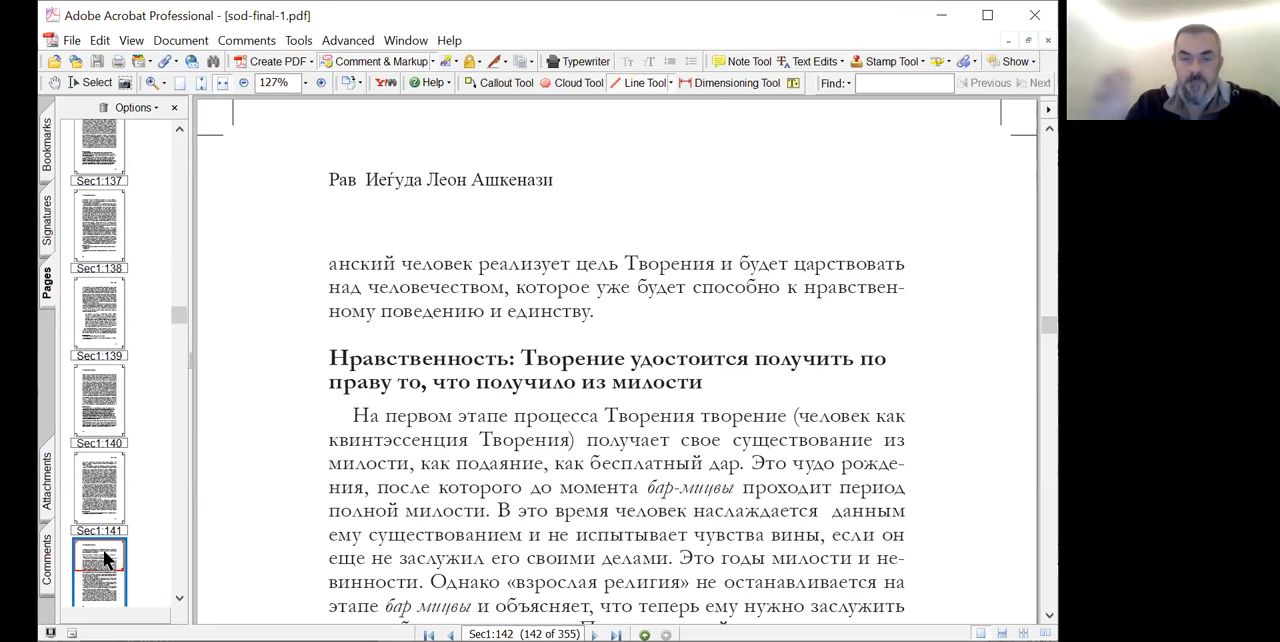 Adobe Acrobat Professional - [sod-final-1.pdf]
File Edit View Document Comments Tools Advanced Window Help
Create PDF Comment & Markup Typewriter Note Tool Text Edits Stamp Tool Show
Select 127% Help Callout Tool Cloud Tool Line Tool Dimensioning Tool Find: Previous Next
Options
Bookmarks
Signatures
Pages
Attachments
Comments
Sec1:137
Sec1:138
Sec1:139
Sec1:140
Sec1:141
Рав Иеѓуда Леон Ашкенази
анский человек реализует цель Творения и будет царствовать
над человечеством, которое уже будет способно к нравствен-
ному поведению и единству.
Нравственность: Творение удостоится получить по
праву то, что получило из милости
На первом этапе процесса Творения творение (человек как
квинтэссенция Творения) получает свое существование из
милости, как подаяние, как бесплатный дар. Это чудо рожде-
ния, после которого до момента бар-мицвы проходит период
полной милости. В это время человек наслаждается данным
ему существованием и не испытывает чувства вины, если он
еще не заслужил его своими делами. Это годы милости и не-
винности. Однако «взрослая религия» не останавливается на
этапе бар мицвы и объясняет, что теперь ему нужно заслужить
Sec1:142 (142 of 355)